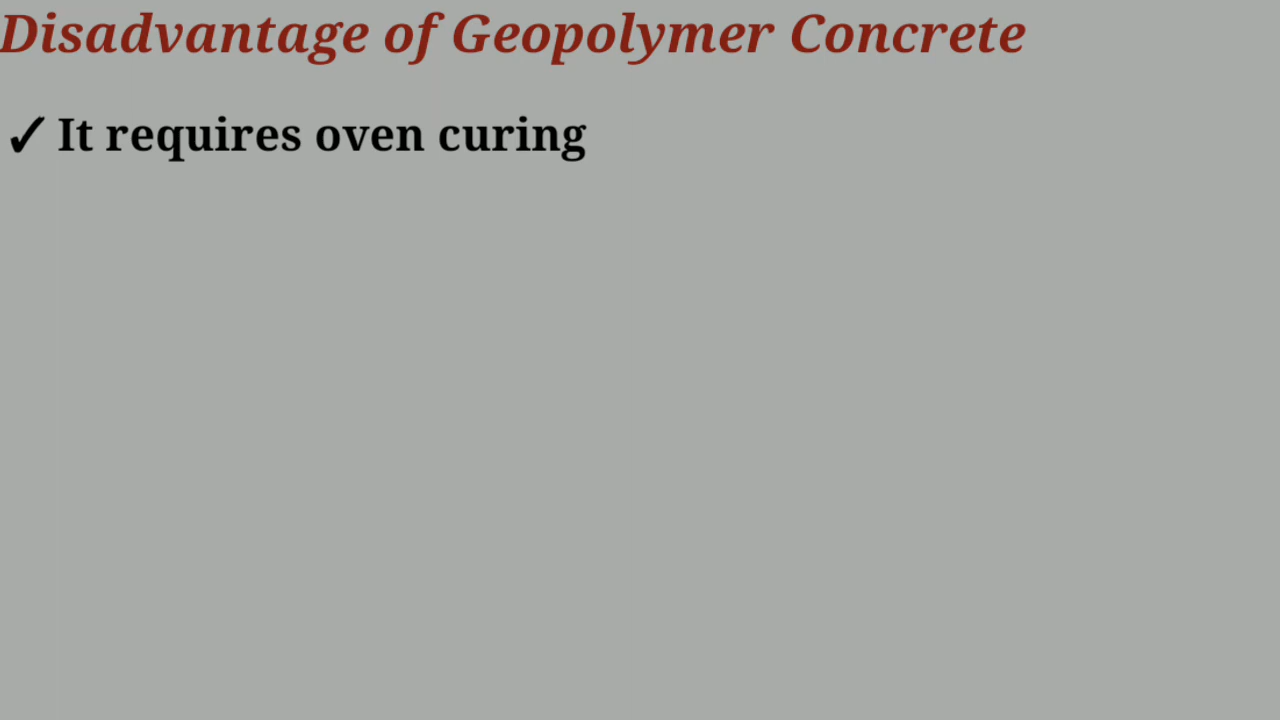 Disadvantage of Geopolymer Concrete
✓ It requires oven curing